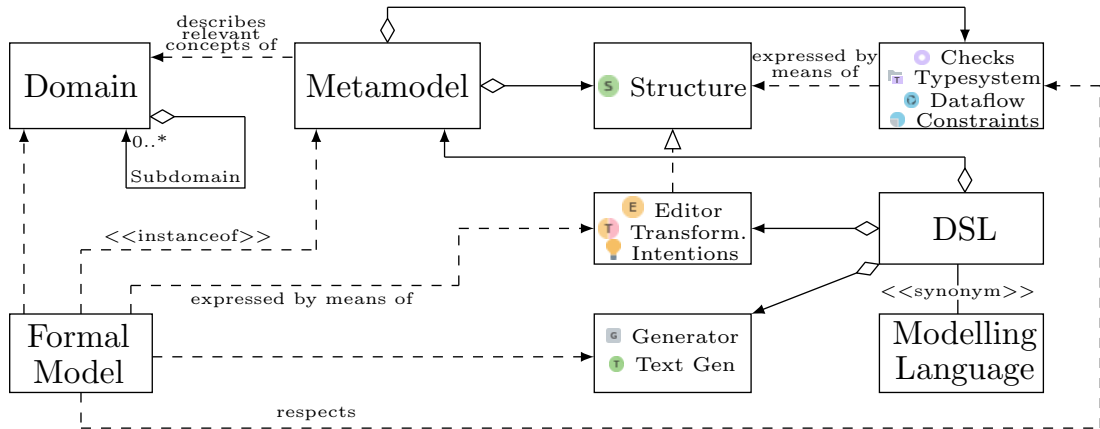 describes
relevant
concepts of
Domain
Metamodel
S Structure
expressed by
means of
Checks
T Typesystem
Dataflow
Constraints
0..*
Subdomain
<<instanceof>>
E Editor
T Transform.
Intentions
DSL
expressed by means of
<<synonym>>
Formal
Model
G Generator
T Text Gen
Modelling
Language
respects